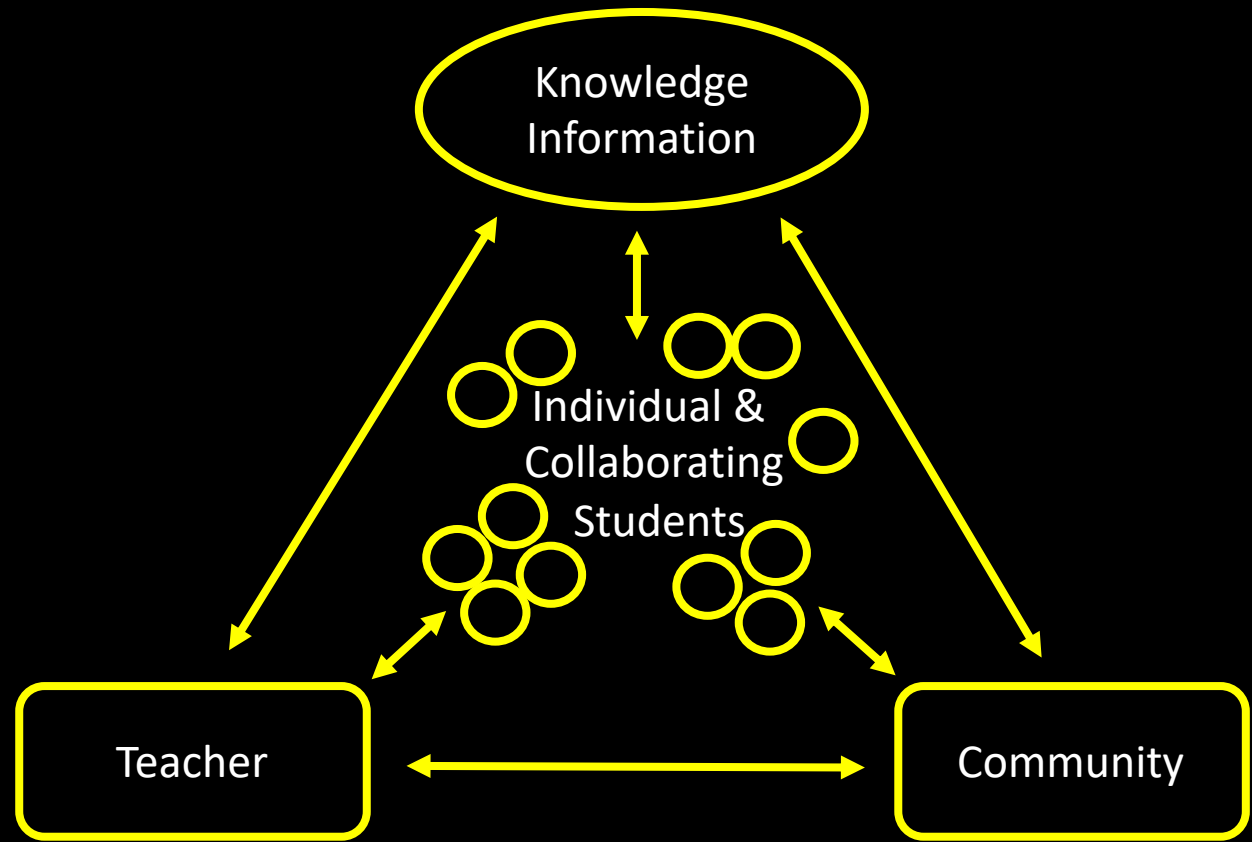 Knowledge
Information
Individual &
Collaborating
Students
Teacher
Community